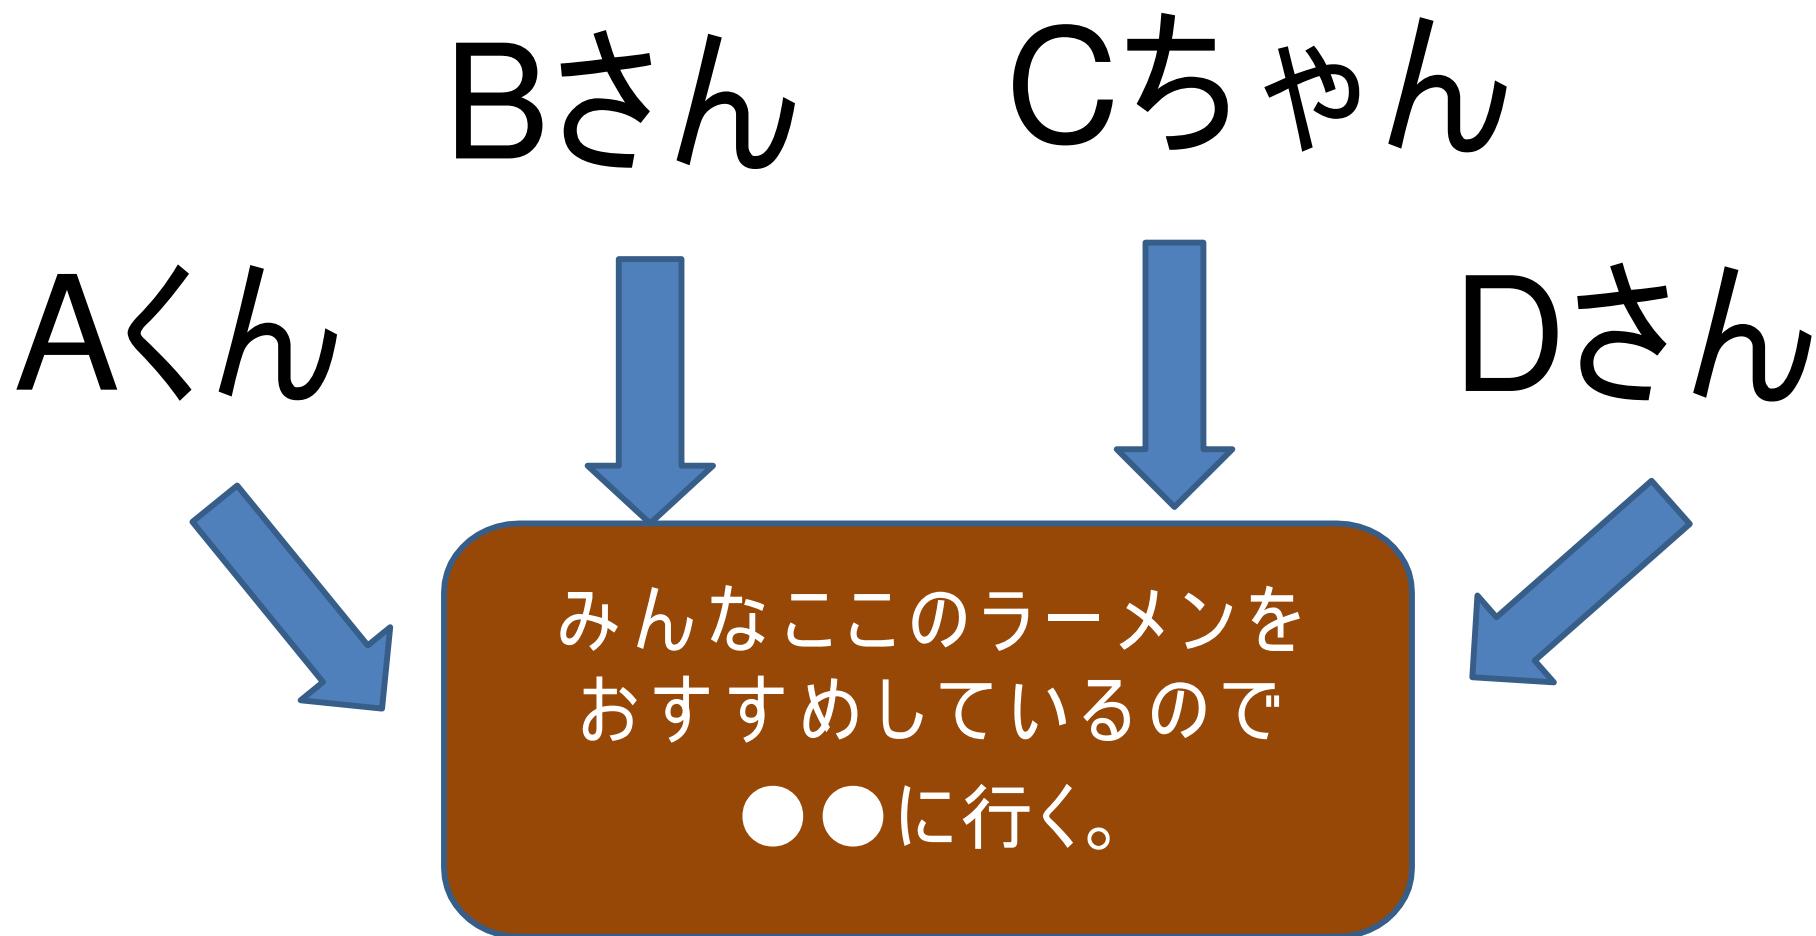 Bさん
Cちゃん
Aくん
Dさん
みんなここのラーメンを
おすすめしているので
●●に行く。